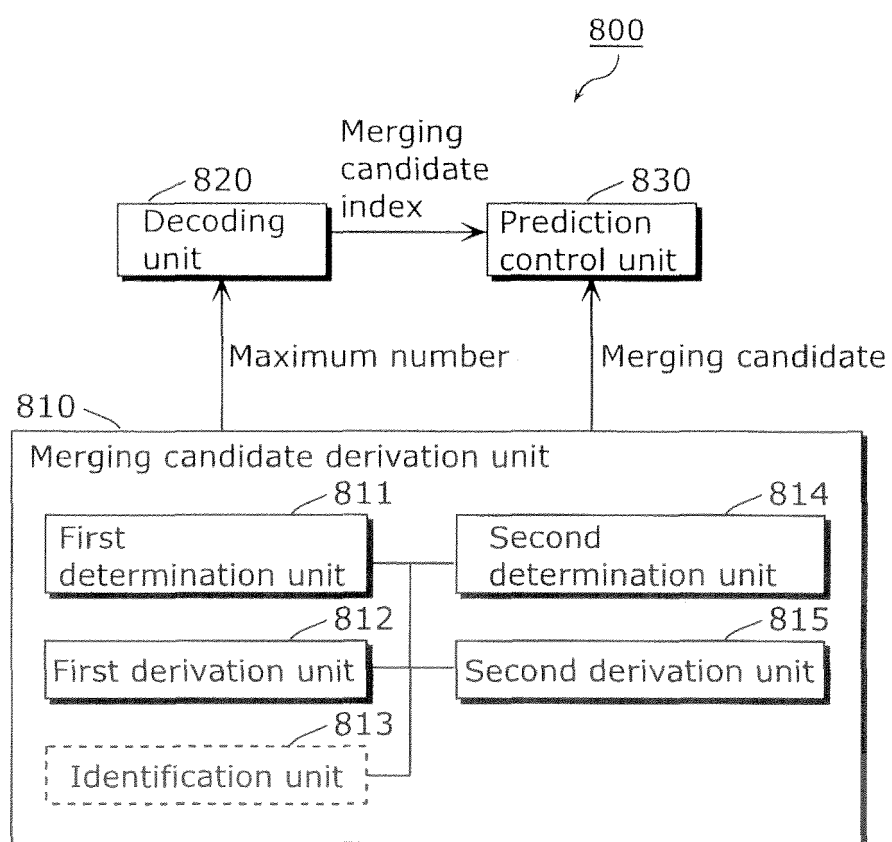 800
Merging
candidate
index
820
Decoding
unit
830
Prediction
control unit
Maximum number
Merging candidate
810
Merging candidate derivation unit
811
First
determination unit
814
Second
determination unit
812
First derivation unit
815
Second derivation unit
813
Identification unit